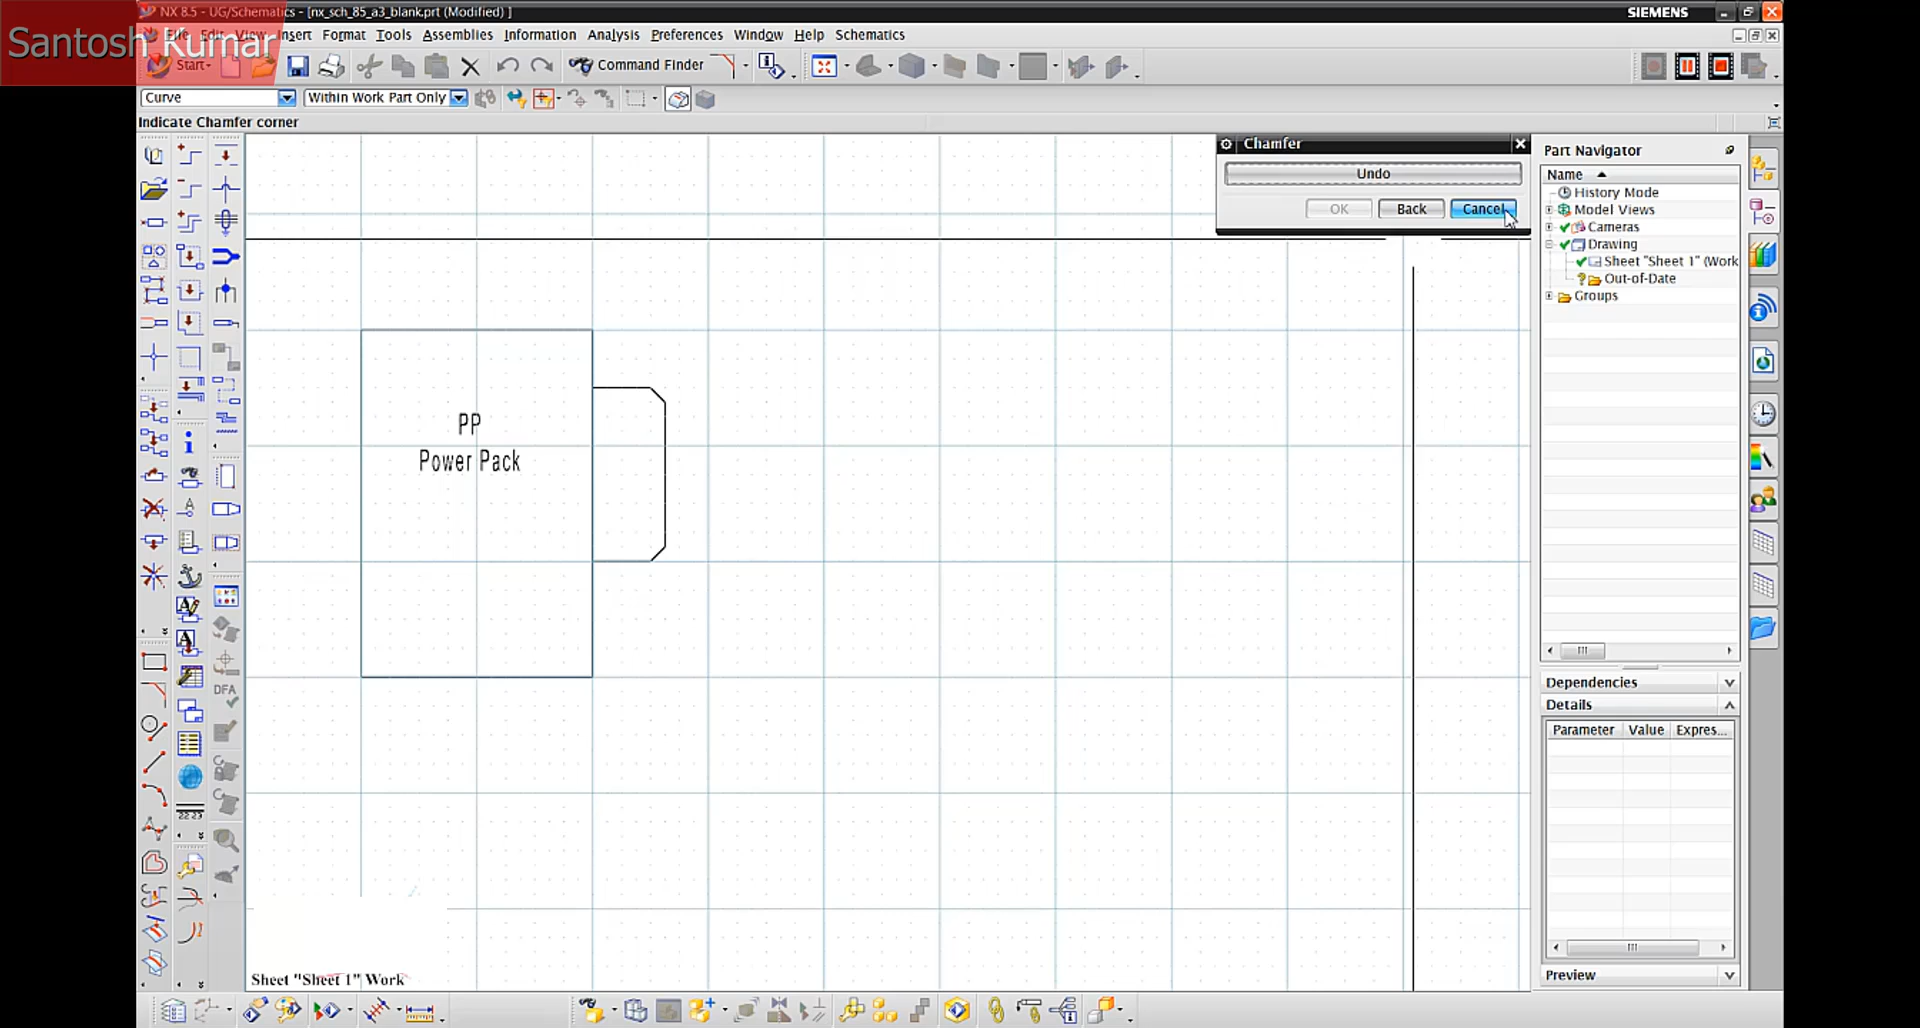 NX 8.5 - UG/Schematics - [nx_sch_85_a3_blank.prt (Modified) ]
SIEMENS
Santosh Kumar
File Edit View Insert Format Tools Assemblies Information Analysis Preferences Window Help Schematics
Start
Command Finder
Curve
Within Work Part Only
Indicate Chamfer corner
Chamfer
Undo
OK Back Cancel
Part Navigator
Name
History Mode
Model Views
Cameras
Drawing
Sheet "Sheet 1" (Work
Out-of-Date
Groups
PP
Power Pack
DFA
Dependencies
Details
Parameter Value Expres...
Preview
Sheet "Sheet 1" Work